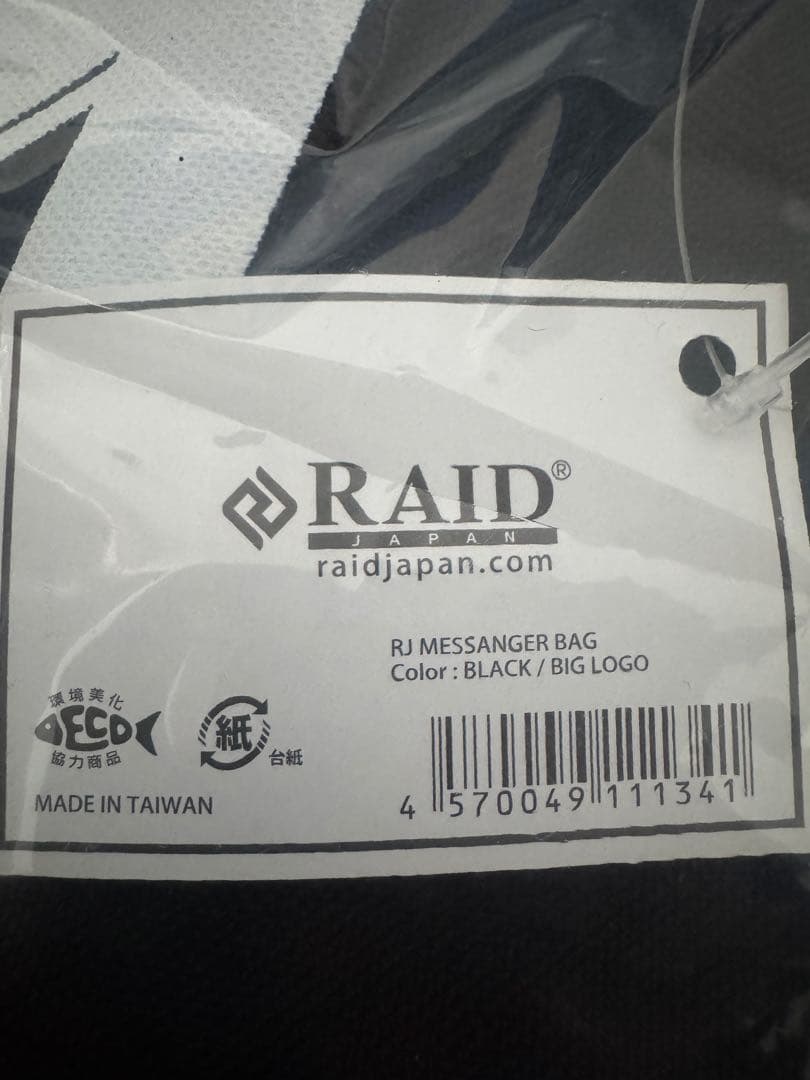 RAID®
JAPAN
raidjapan.com
RJ MESSANGER BAG
Color : BLACK / BIG LOGO
環境美化
ECO
協力商品
紙
台紙
MADE IN TAIWAN
4 570049 111341